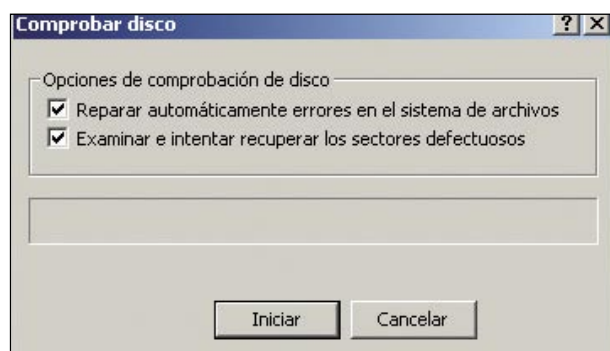 Comprobar disco
Opciones de comprobación de disco
Reparar automáticamente errores en el sistema de archivos
Examinar e intentar recuperar los sectores defectuosos
Iniciar Cancelar